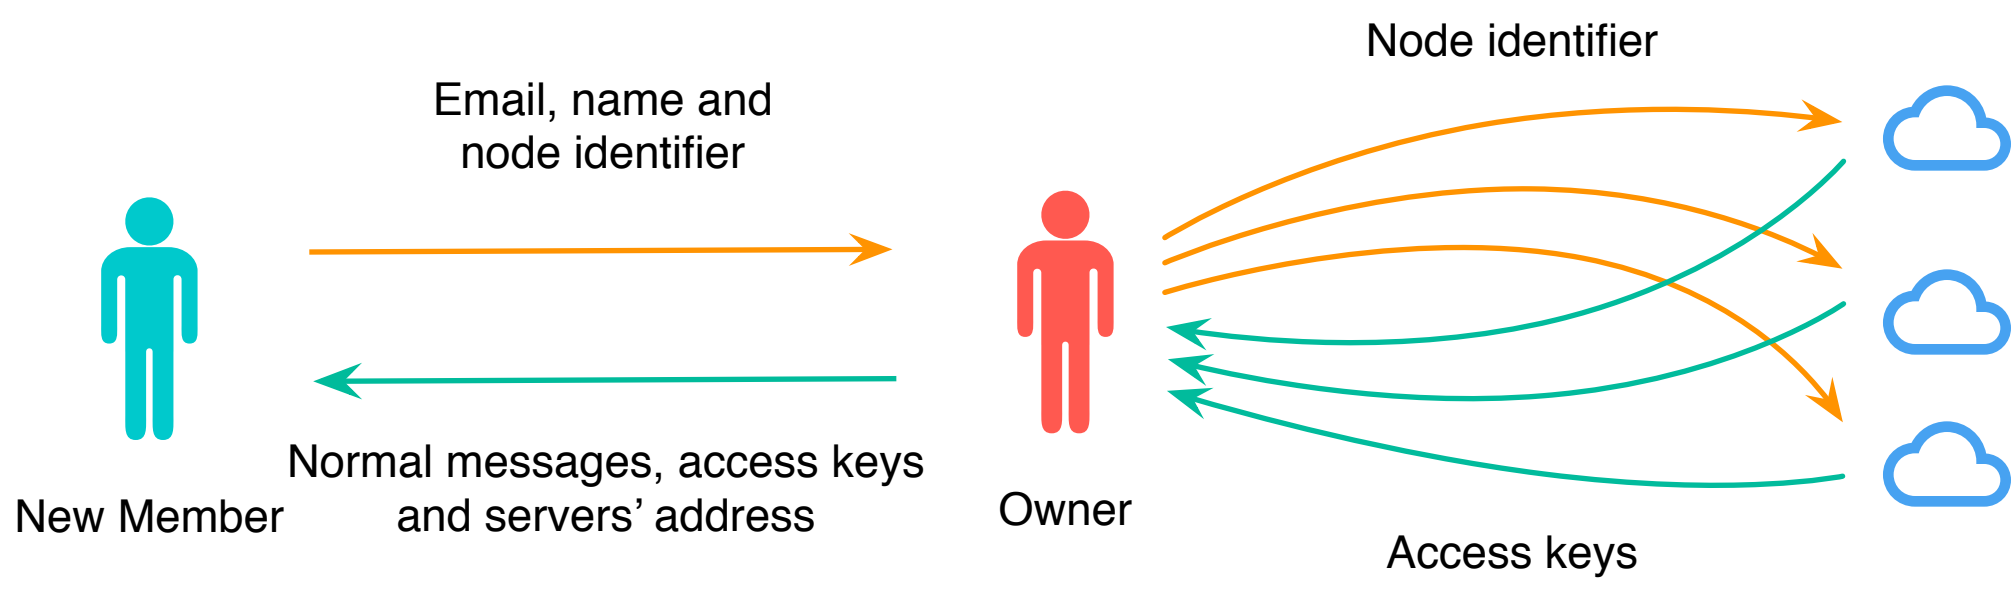 Node identifier
Email, name and
node identifier
Normal messages, access keys
and servers’ address
New Member
Owner
Access keys